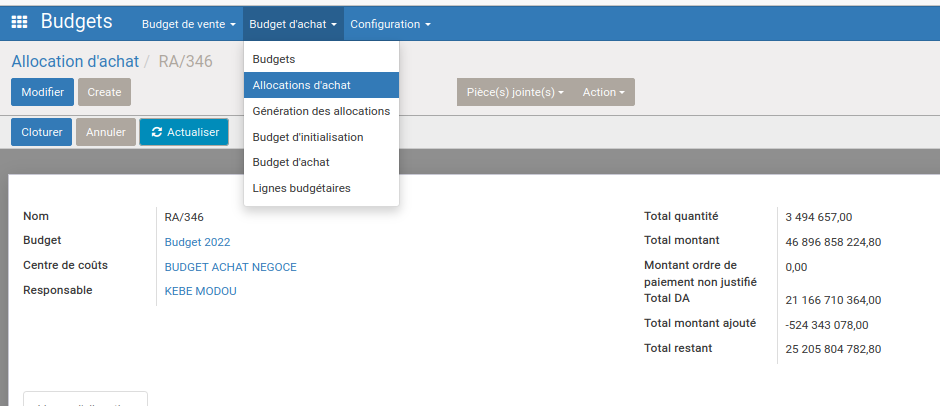 Budgets Budget de vente Budget d'achat Configuration
Allocation d'achat / RA/346
Budgets
Modifier Create
Allocations d'achat
Pièce(s) jointe(s) Action
Génération des allocations
Cloturer Annuler Actualiser
Budget d'initialisation
Budget d'achat
Lignes budgétaires
Nom RA/346
Budget Budget 2022
Centre de coûts BUDGET ACHAT NEGOCE
Responsable KEBE MODOU
Total quantité 3 494 657,00
Total montant 46 896 858 224,80
Montant ordre de 0,00
paiement non justifié
Total DA 21 166 710 364,00
Total montant ajouté -524 343 078,00
Total restant 25 205 804 782,80